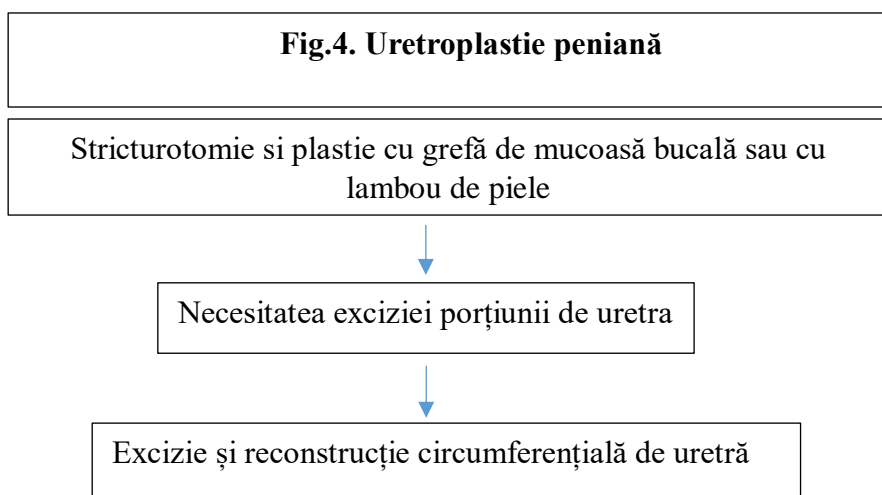 Fig.4. Uretroplastie peniană
Stricturotomie si plastie cu grefă de mucoasă bucală sau cu
lambou de piele
Necesitatea exciziei porțiunii de uretra
Excizie și reconstrucție circumferențială de uretră